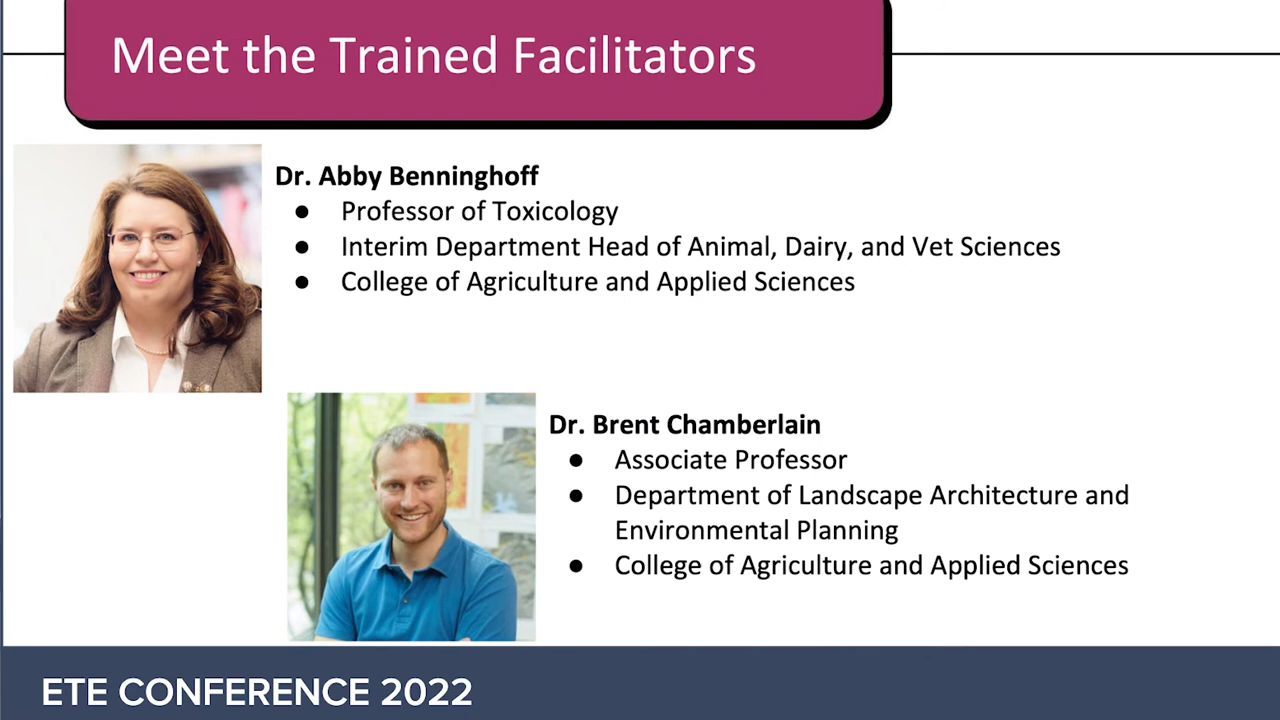 Meet the Trained Facilitators
Dr. Abby Benninghoff
● Professor of Toxicology
● Interim Department Head of Animal, Dairy, and Vet Sciences
● College of Agriculture and Applied Sciences
Dr. Brent Chamberlain
● Associate Professor
● Department of Landscape Architecture and
Environmental Planning
● College of Agriculture and Applied Sciences
ETE CONFERENCE 2022